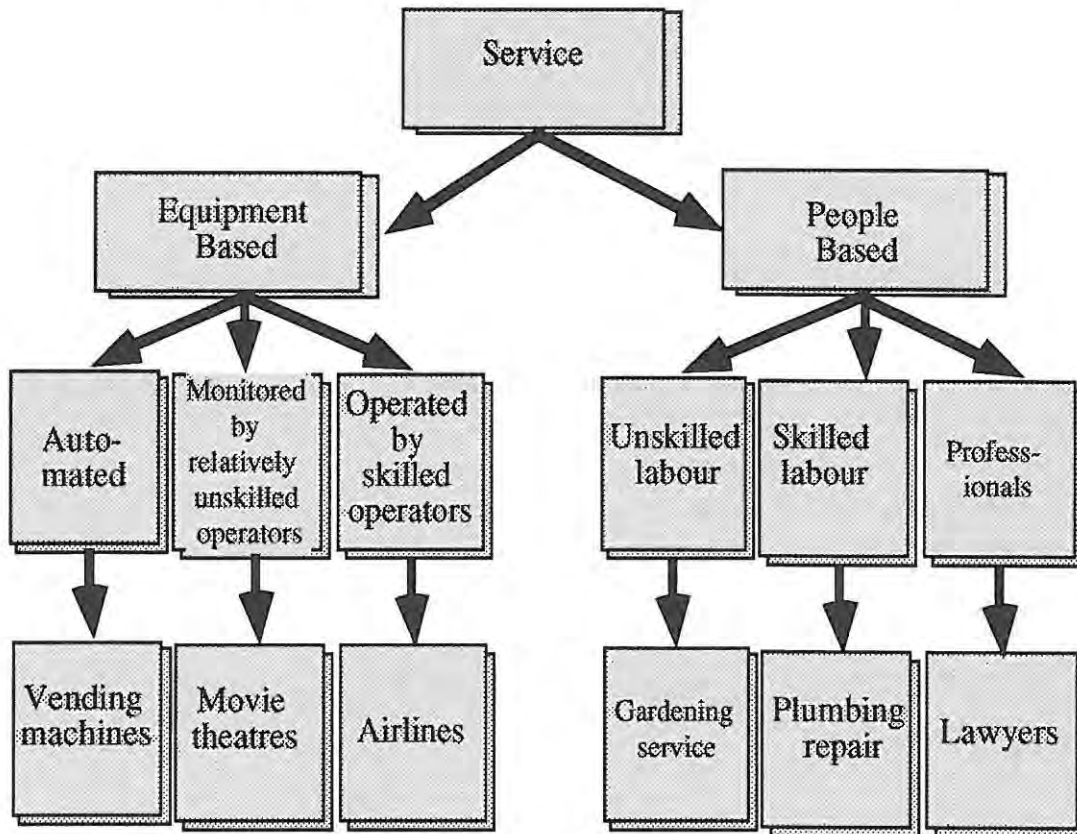 Service
Equipment
Based
People
Based
Auto-
mated
Monitored
by
relatively
unskilled
operators
Operated
by
skilled
operators
Unskilled
labour
Skilled
labour
Profess-
ionals
Vending
machines
Movie
theatres
Airlines
Gardening
service
Plumbing
repair
Lawyers